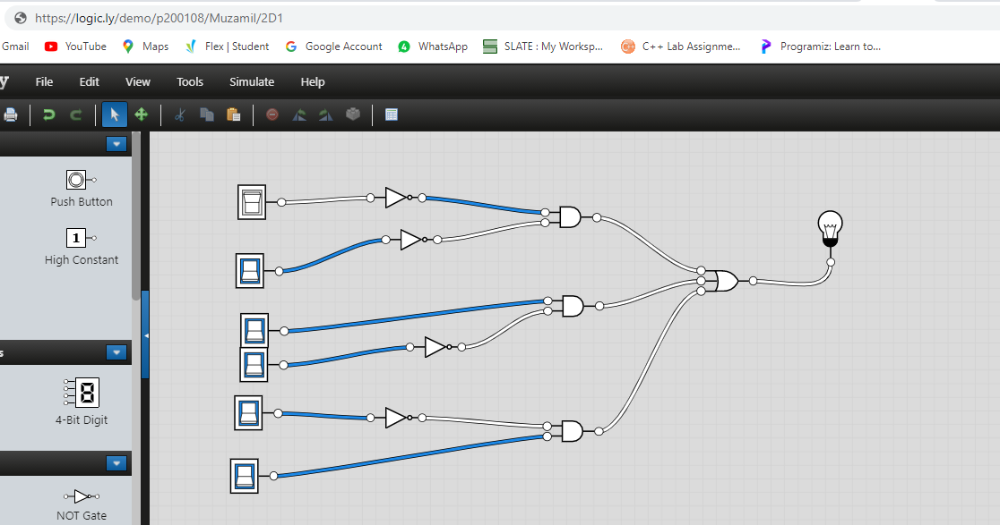 https://logic.ly/demo/p200108/Muzamil/2D1
Gmail YouTube Maps Flex | Student Google Account WhatsApp SLATE : My Worksp... C++ Lab Assignme... Programiz: Learn to...
y File Edit View Tools Simulate Help
Push Button
1
High Constant
s
8
4-Bit Digit
NOT Gate